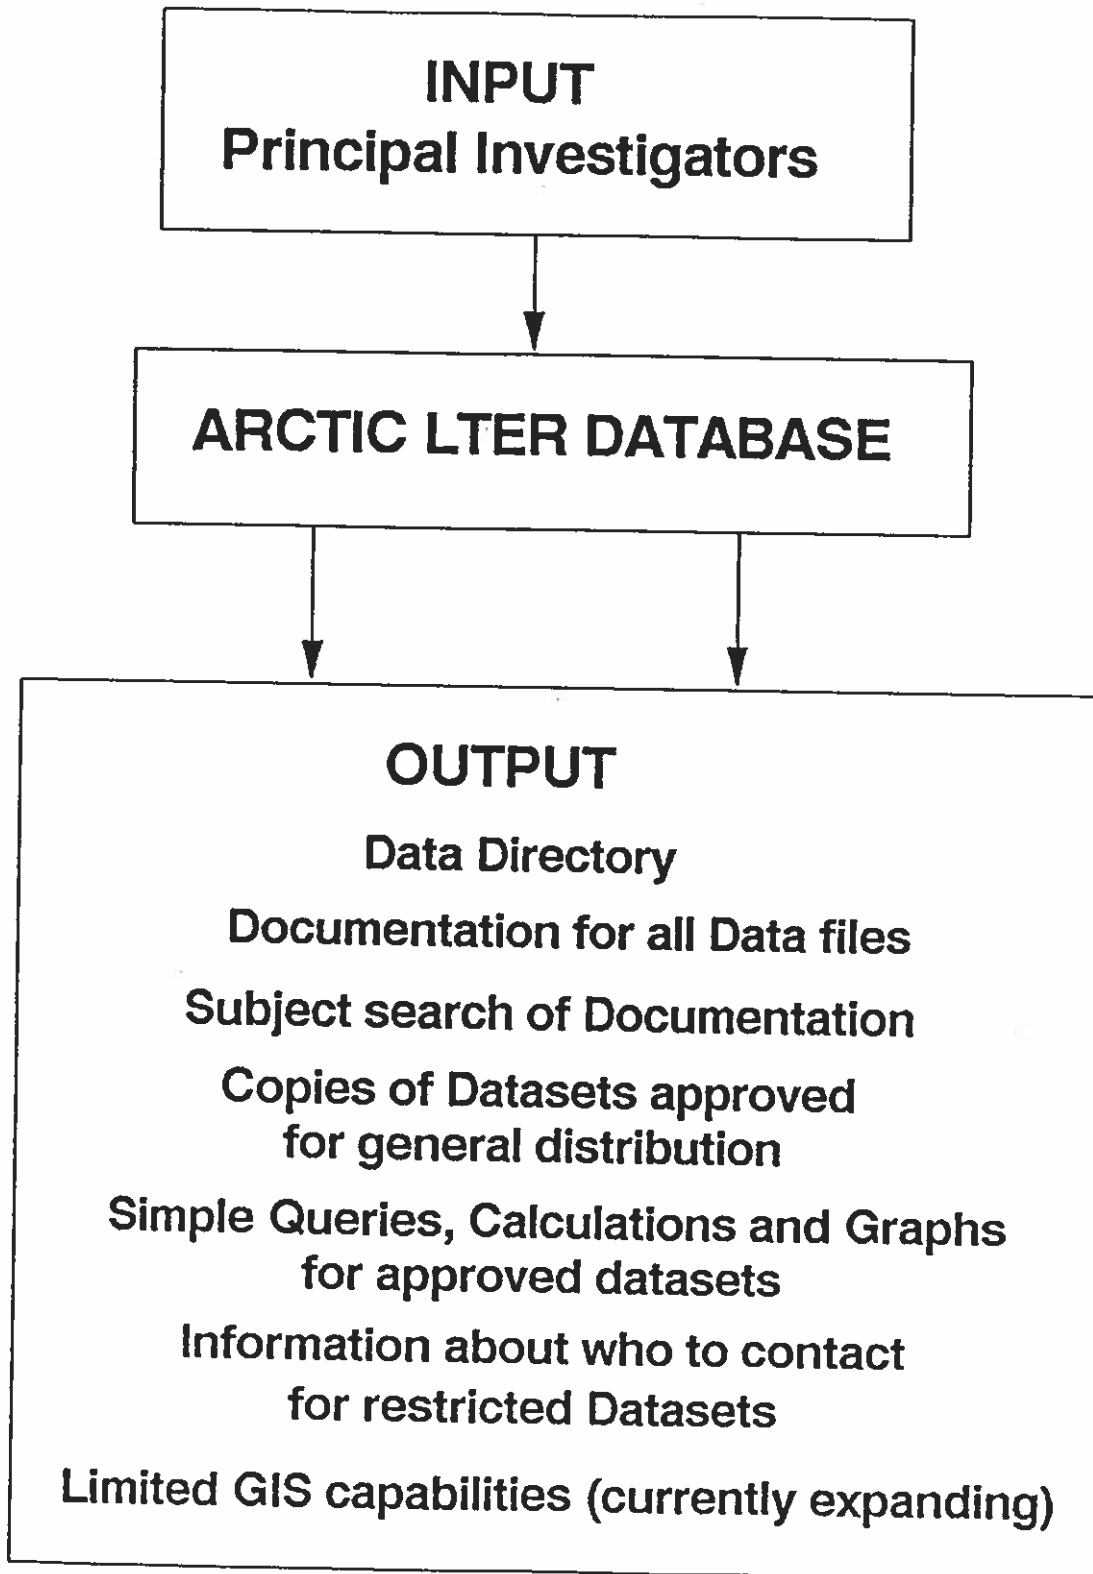 INPUT
Principal Investigators
ARCTIC LTER DATABASE
OUTPUT
Data Directory
Documentation for all Data files
Subject search of Documentation
Copies of Datasets approved
for general distribution
Simple Queries, Calculations and Graphs
for approved datasets
Information about who to contact
for restricted Datasets
Limited GIS capabilities (currently expanding)